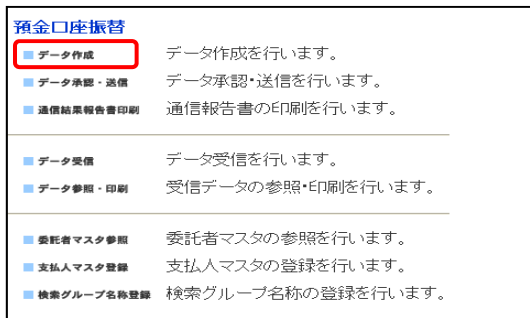 預金口座振替
データ作成 データ作成を行います。
データ承認・送信 データ承認・送信を行います。
通信結果報告書印刷 通信報告書の印刷を行います。
データ受信 データ受信を行います。
データ参照・印刷 受信データの参照・印刷を行います。
委託者マスタ参照 委託者マスタの参照を行います。
支払人マスタ登録 支払人マスタの登録を行います。
検索グループ名称登録 検索グループ名称の登録を行います。